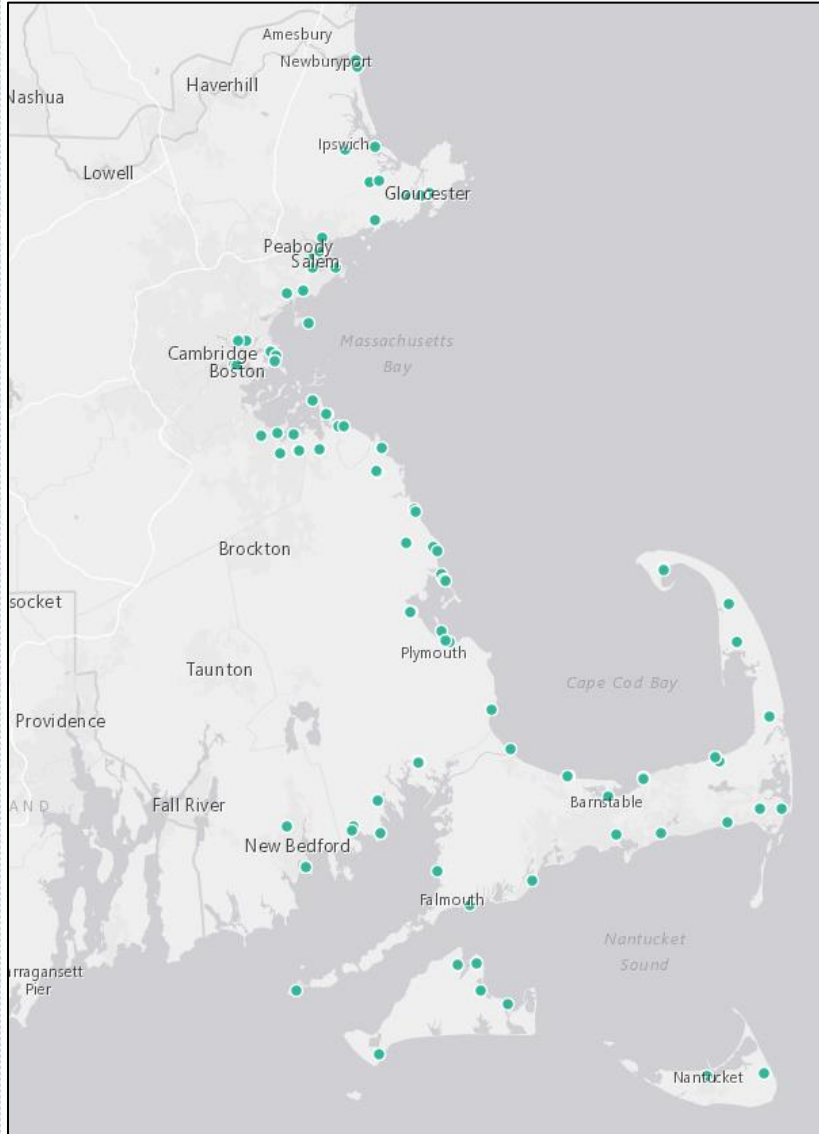 Amesbury
Newburyport
Haverhill
Nashua
Ipswich
Lowell
Gloucester
Peabody
Salem
Massachusetts
Bay
Cambridge
Boston
Brockton
socket
Plymouth
Taunton
Cape Cod Bay
Providence
AND
Fall River
Barnstable
New Bedford
Falmouth
Nantucket
Sound
rragansett
Pier
Nantucket